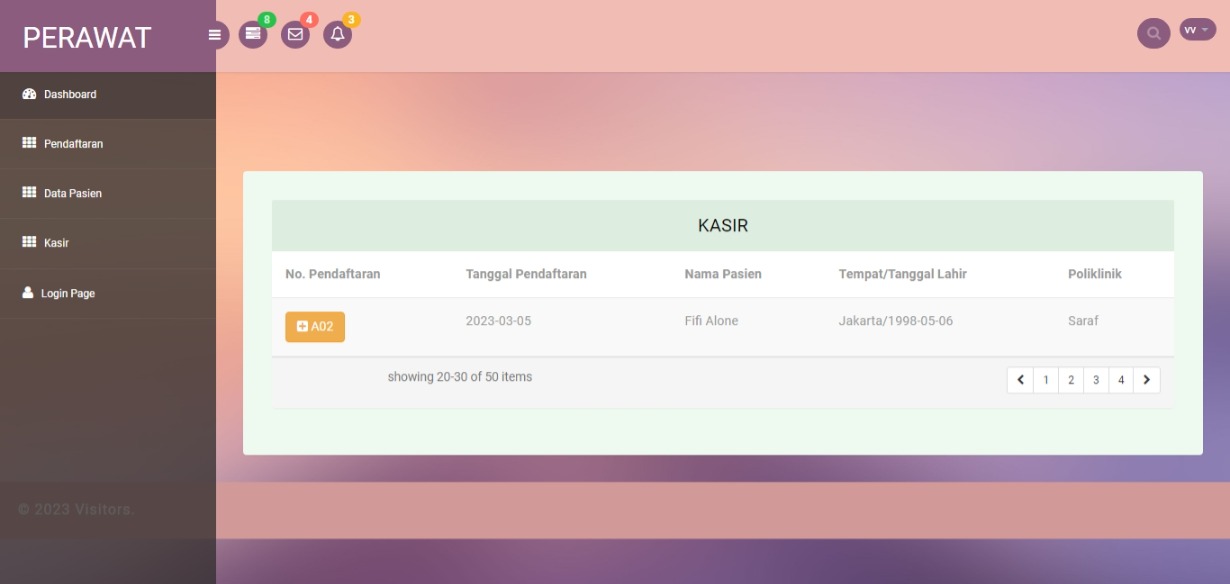 PERAWAT
8
4
3
vv
Dashboard
Pendaftaran
Data Pasien
Kasir
Login Page
KASIR
No. Pendaftaran Tanggal Pendaftaran Nama Pasien Tempat/Tanggal Lahir Poliklinik
A02 2023-03-05 Fifi Alone Jakarta/1998-05-06 Saraf
showing 20-30 of 50 items
1 2 3 4
© 2023 Visitors.